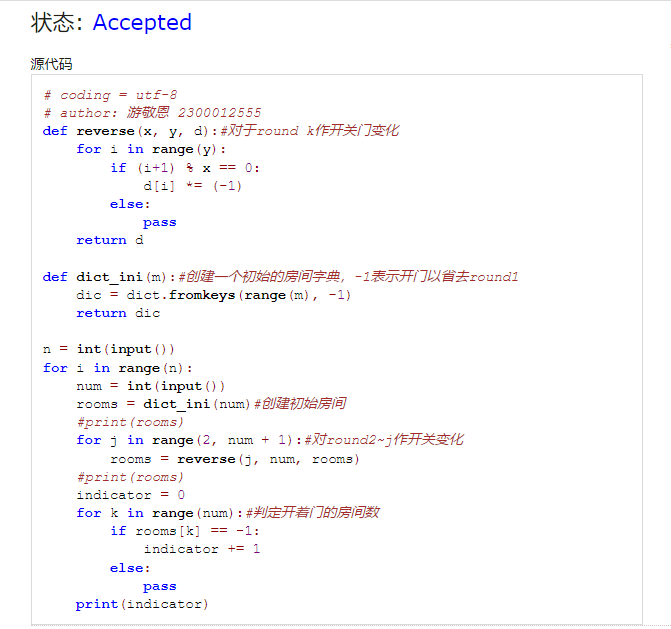 状态: Accepted
源代码
# coding = utf-8
# author: 游敬恩 2300012555
def reverse(x, y, d):#对于round k作开关门变化
    for i in range(y):
        if (i+1) % x == 0:
            d[i] *= (-1)
        else:
            pass
    return d

def dict_ini(m):#创建一个初始的房间字典，-1表示开门以省去round1
    dic = dict.fromkeys(range(m), -1)
    return dic

n = int(input())
for i in range(n):
    num = int(input())
    rooms = dict_ini(num)#创建初始房间
    #print(rooms)
    for j in range(2, num + 1):#对round2~j作开关变化
        rooms = reverse(j, num, rooms)
    #print(rooms)
    indicator = 0
    for k in range(num):#判定开着门的房间数
        if rooms[k] == -1:
            indicator += 1
        else:
            pass
    print(indicator)